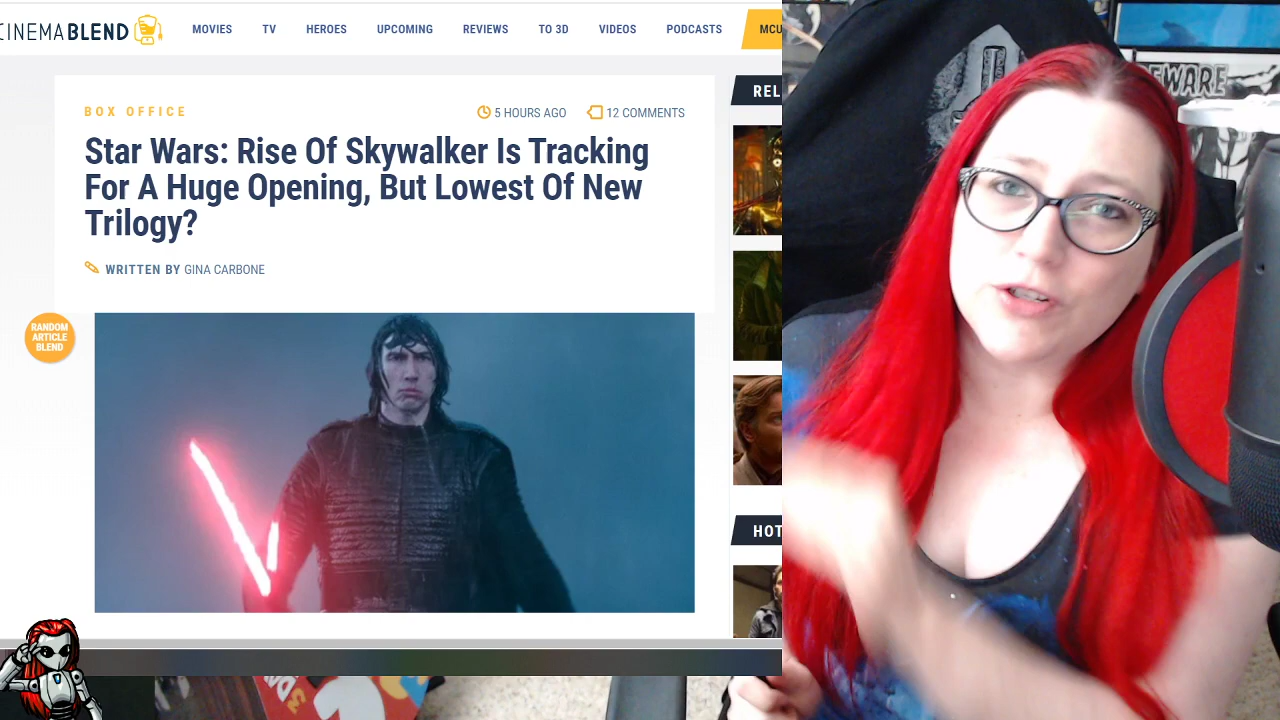 CINEMABLEND
MOVIES TV HEROES UPCOMING REVIEWS TO 3D VIDEOS PODCASTS MCU
BOX OFFICE
5 HOURS AGO 12 COMMENTS
REL
Star Wars: Rise Of Skywalker Is Tracking
For A Huge Opening, But Lowest Of New
Trilogy?
WRITTEN BY GINA CARBONE
RANDOM
ARTICLE
BLEND
HOT
3D